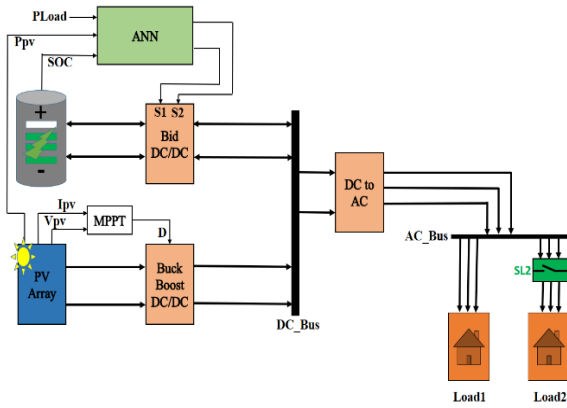 PLoad
Ppv
SOC
ANN
+
-
S1 S2
Bid
DC/DC
Ipv
Vpv
MPPT
D
PV
Array
Buck
Boost
DC/DC
DC_Bus
DC to
AC
AC_Bus
SL2
Load1
Load2